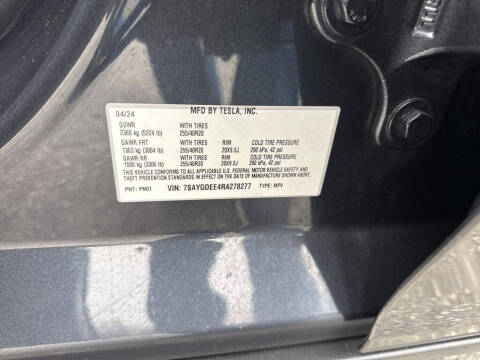 04/24 MFD BY TESLA, INC.
GVWR WITH TIRES
2369 kg (5224 lb) 255/40R20
GAWR FRT WITH TIRES RIM COLD TIRE PRESSURE
1363 kg (3004 lb) 255/40R20 20X9.5J 290 kPa, 42 psi
GAWR RR WITH TIRES RIM COLD TIRE PRESSURE
1500 kg (3306 lb) 255/40R20 20X9.5J 290 kPa, 42 psi
THIS VEHICLE CONFORMS TO ALL APPLICABLE U.S. FEDERAL MOTOR VEHICLE SAFETY AND
THEFT PREVENTION STANDARDS IN EFFECT ON THE DATE OF MANUFACTURE SHOWN ABOVE.
PNT: PN01 VIN: 7SAYGDEE4RA278277 TYPE: MPV